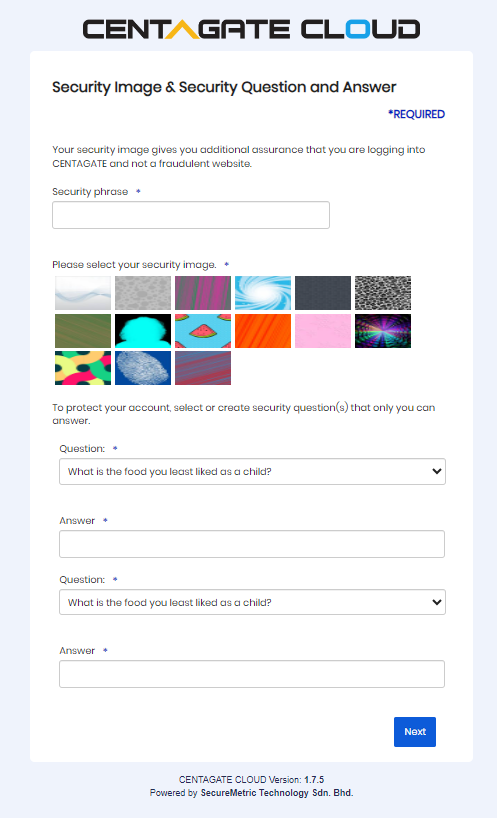 CENTAGATE CLOUD
Security Image & Security Question and Answer
*REQUIRED
Your security image gives you additional assurance that you are logging into
CENTAGATE and not a fraudulent website.
Security phrase *
Please select your security image. *
To protect your account, select or create security question(s) that only you can
answer.
Question: *
What is the food you least liked as a child?
Answer *
Question: *
What is the food you least liked as a child?
Answer *
Next
CENTAGATE CLOUD Version: 1.7.5
Powered by SecureMetric Technology Sdn. Bhd.